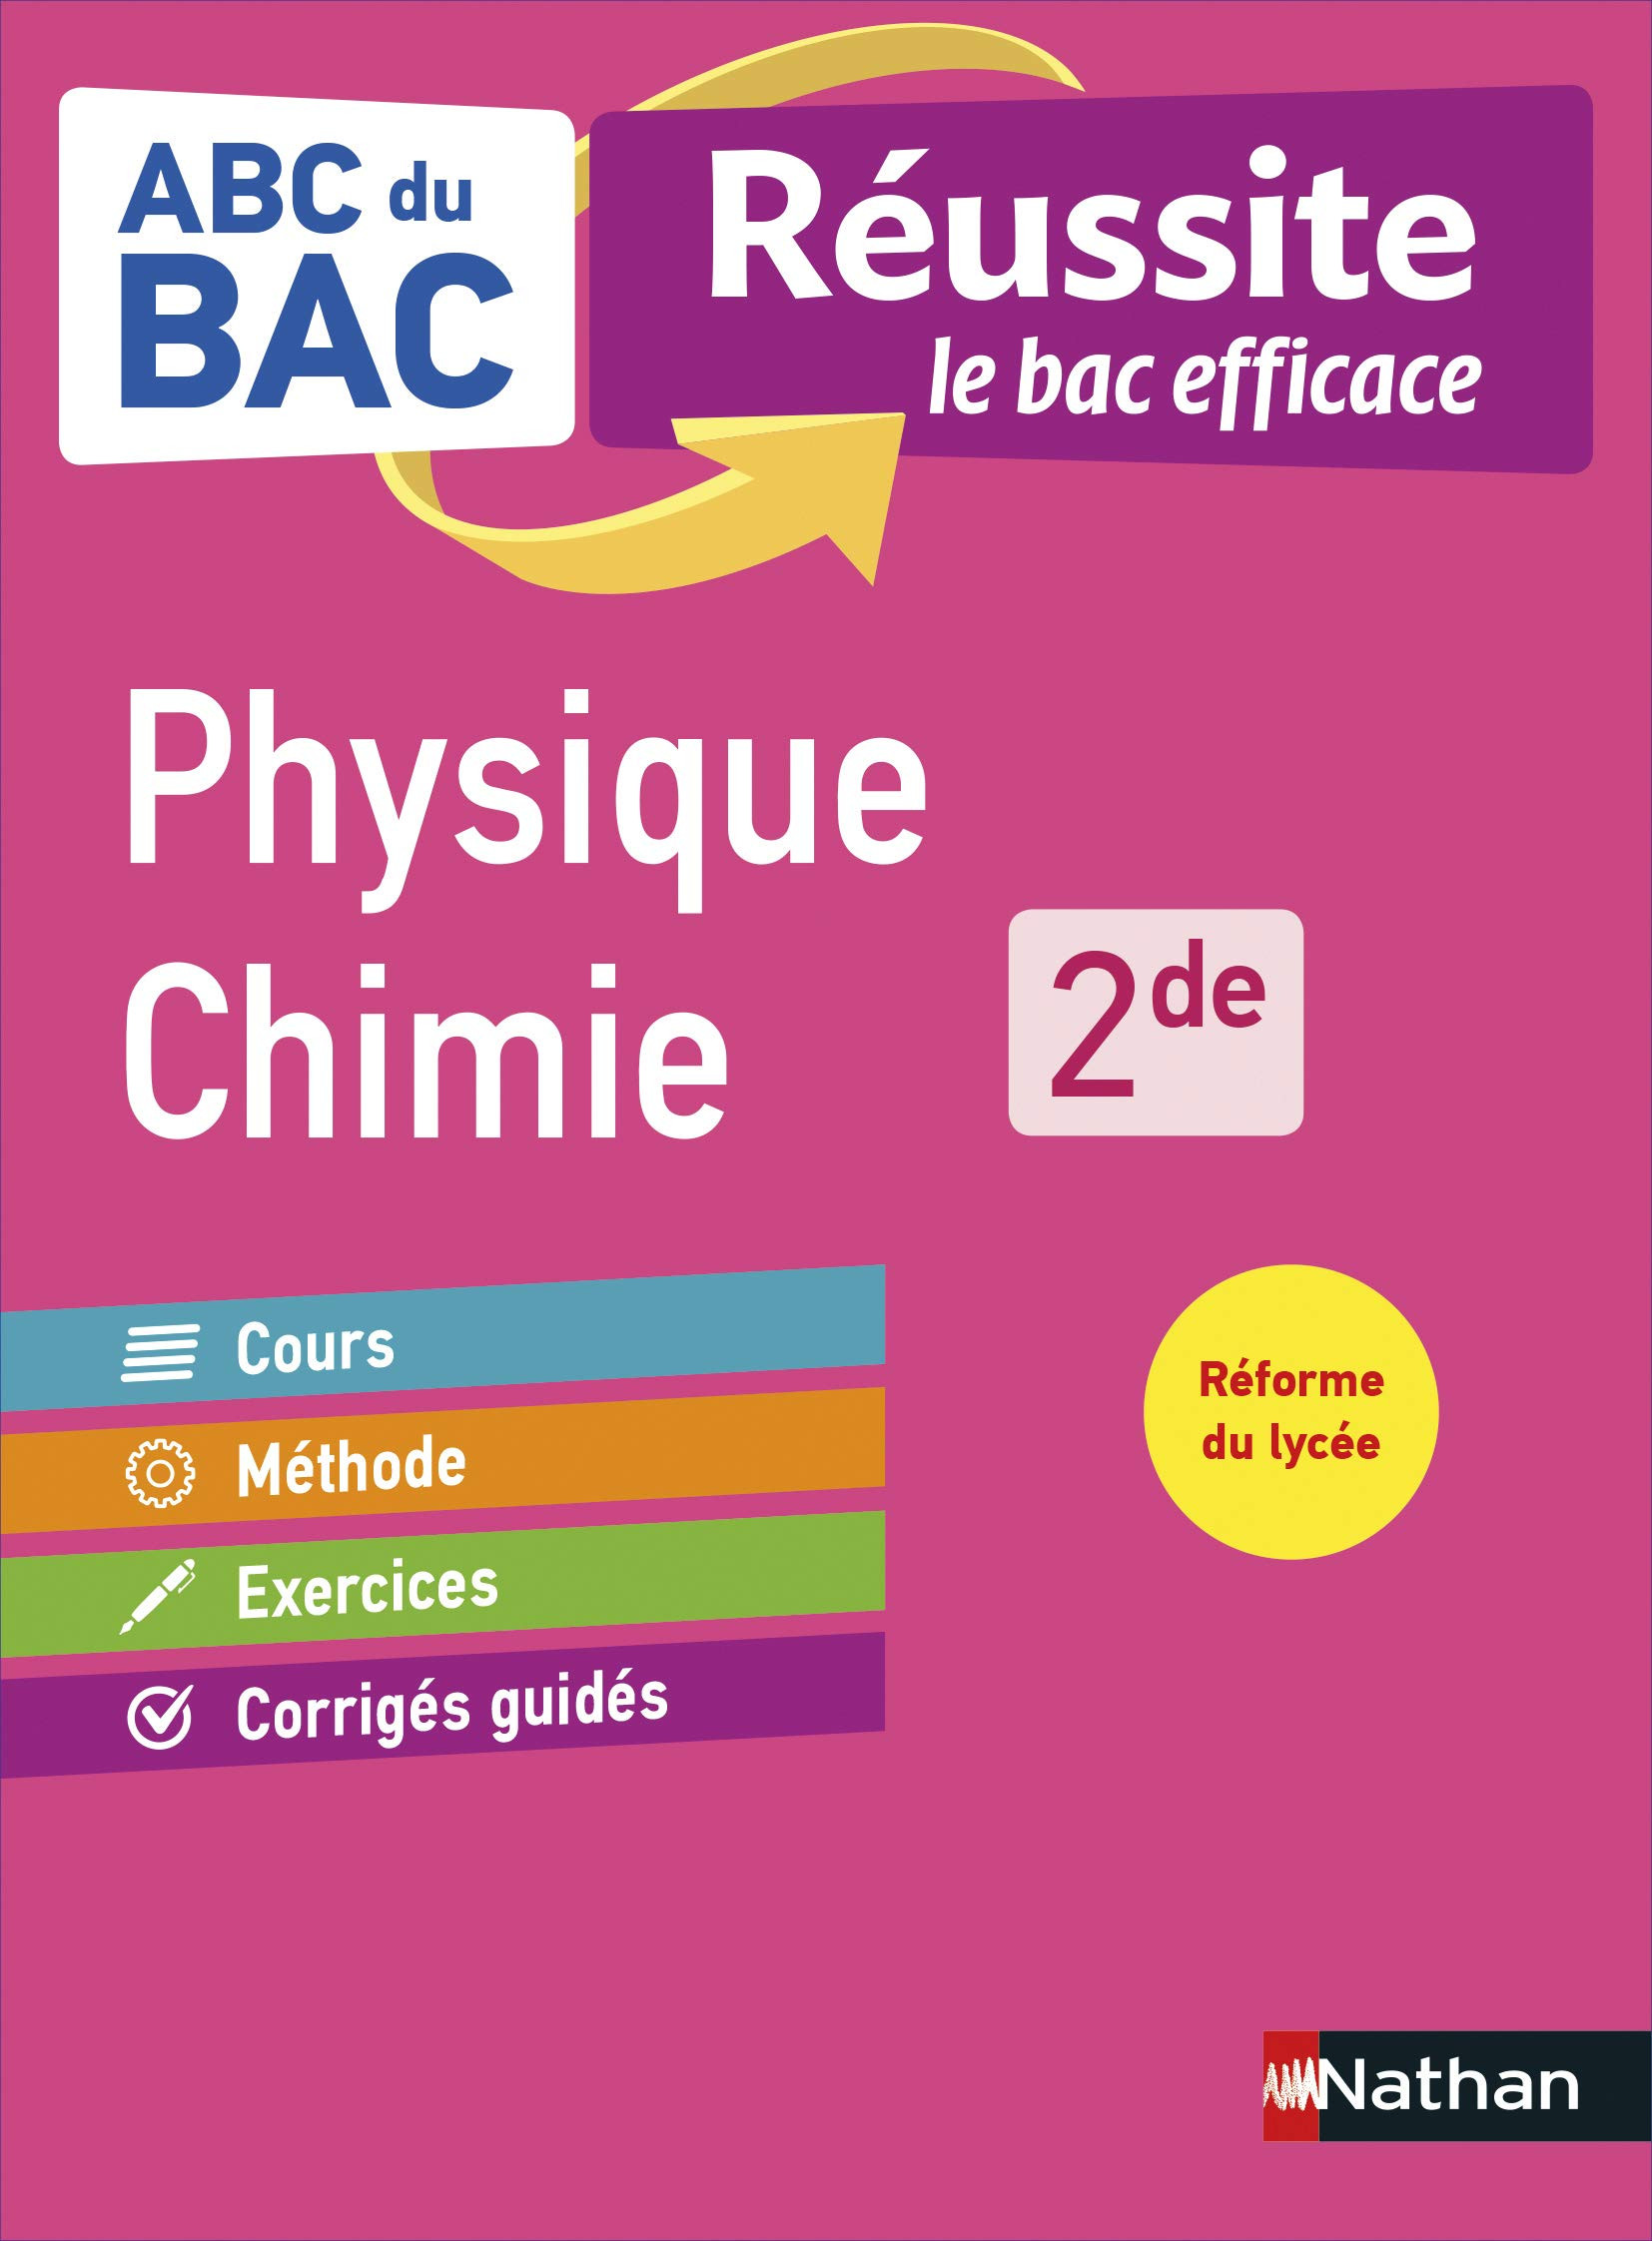 ABC du
BAC
Réussite
le bac efficace
Physique
Chimie
2de
Cours
Méthode
Exercices
Corrigés guidés
Réforme
du lycée
Nathan